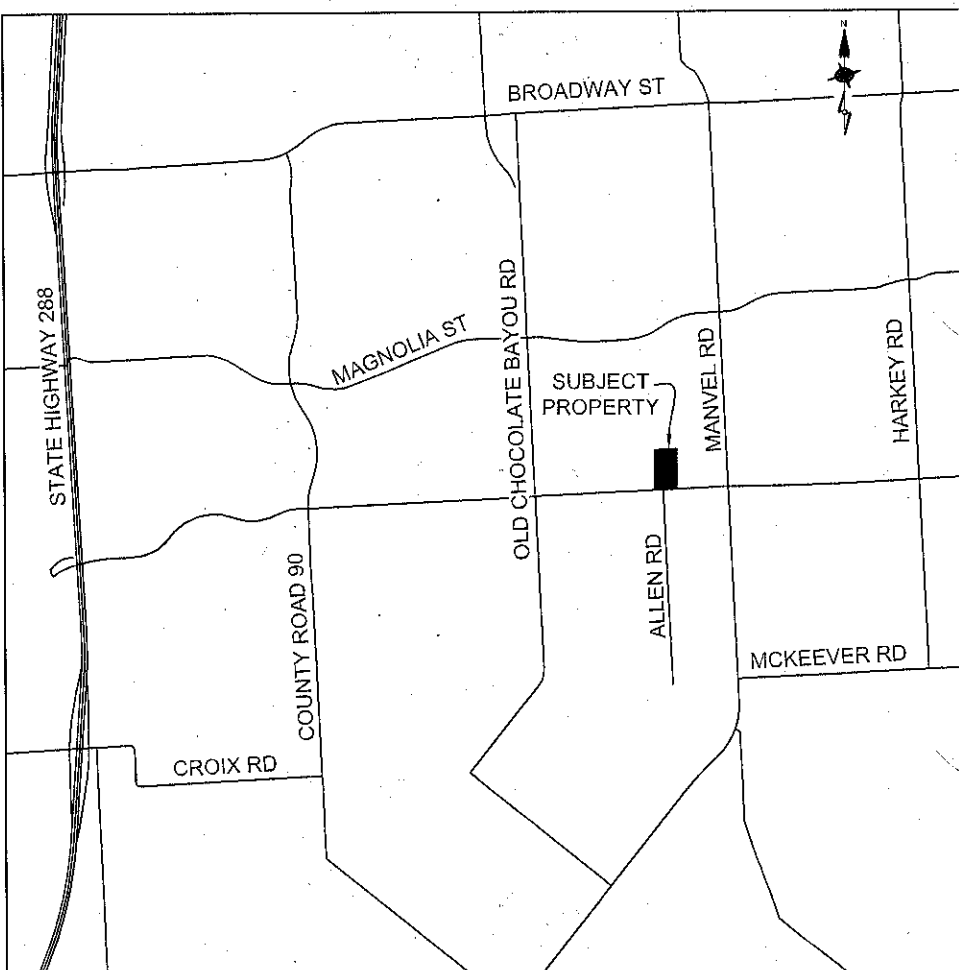 N
BROADWAY ST
STATE HIGHWAY 288
MAGNOLIA ST
OLD CHOCOLATE BAYOU RD
SUBJECT
PROPERTY
MANVEL RD
HARKEY RD
COUNTY ROAD 90
ALLEN RD
MCKEEVER RD
CROIX RD